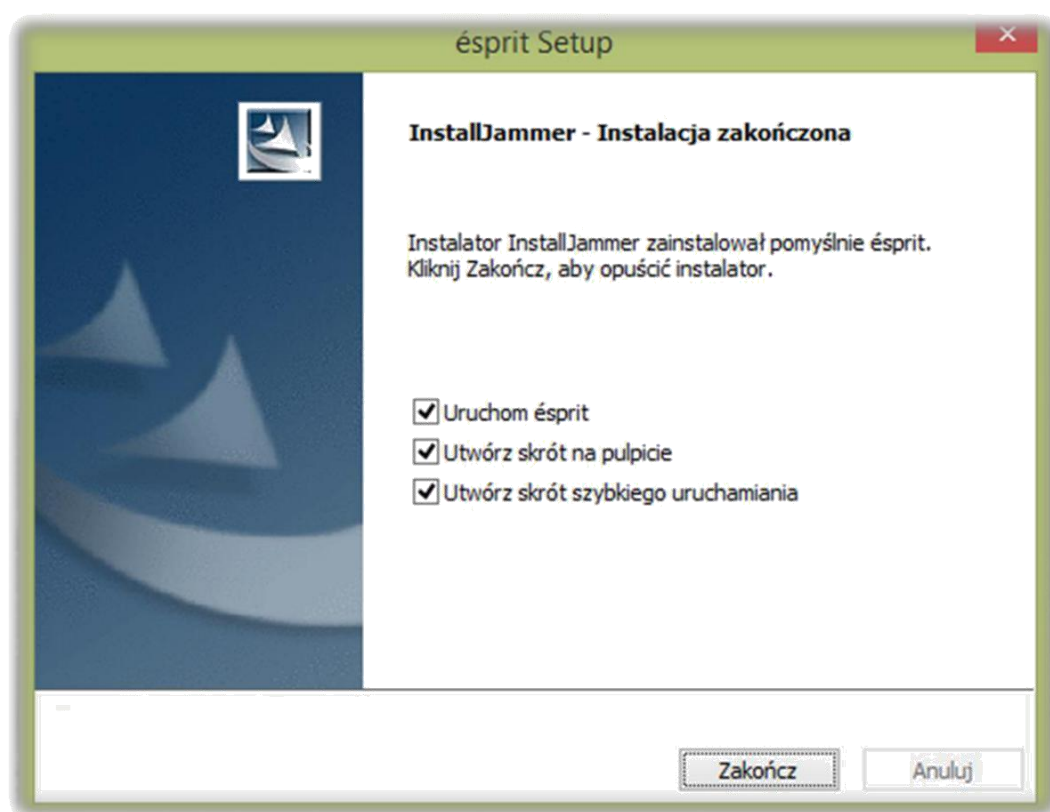 ésprit Setup
InstallJammer - Instalacja zakończona
Instalator InstallJammer zainstalował pomyślnie ésprit.
Kliknij Zakończ, aby opuścić instalator.
Uruchom ésprit
Utwórz skrót na pulpicie
Utwórz skrót szybkiego uruchamiania
Zakończ Anuluj